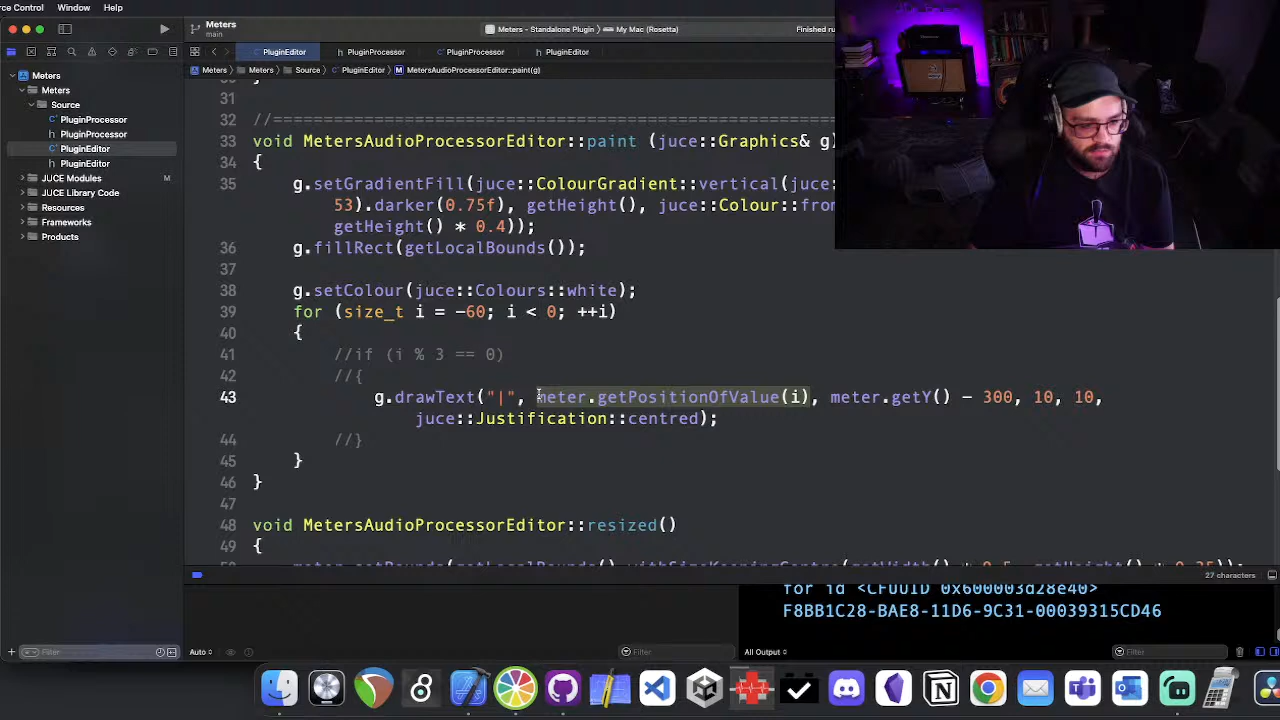 ce Control Window Help
Meters
main
Meters - Standalone Plugin
My Mac (Rosetta)
Finished ru
PluginEditor
PluginProcessor
PluginProcessor
PluginEditor
Meters
Meters
Source
PluginEditor
MetersAudioProcessorEditor::paint(g)
Meters
Meters
Source
PluginProcessor
PluginProcessor
PluginEditor
PluginEditor
JUCE Modules M
JUCE Library Code
Resources
Frameworks
Products
31
32 //==============================================
33 void MetersAudioProcessorEditor::paint (juce::Graphics& g)
34 {
35 g.setGradientFill(juce::ColourGradient::vertical(juce:
53).darker(0.75f), getHeight(), juce::Colour::from
getHeight() * 0.4));
36 g.fillRect(getLocalBounds());
37
38 g.setColour(juce::Colours::white);
39 for (size_t i = -60; i < 0; ++i)
40 {
41 //if (i % 3 == 0)
42 //{
43 g.drawText("|", meter.getPositionOfValue(i), meter.getY() - 300, 10, 10,
juce::Justification::centred);
44 //}
45 }
46 }
47
48 void MetersAudioProcessorEditor::resized()
49 {
27 characters
for id <CFUUID 0x600003d28e40>
F8BB1C28-BAE8-11D6-9C31-00039315CD46
Filter
Auto
Filter
All Output
Filter